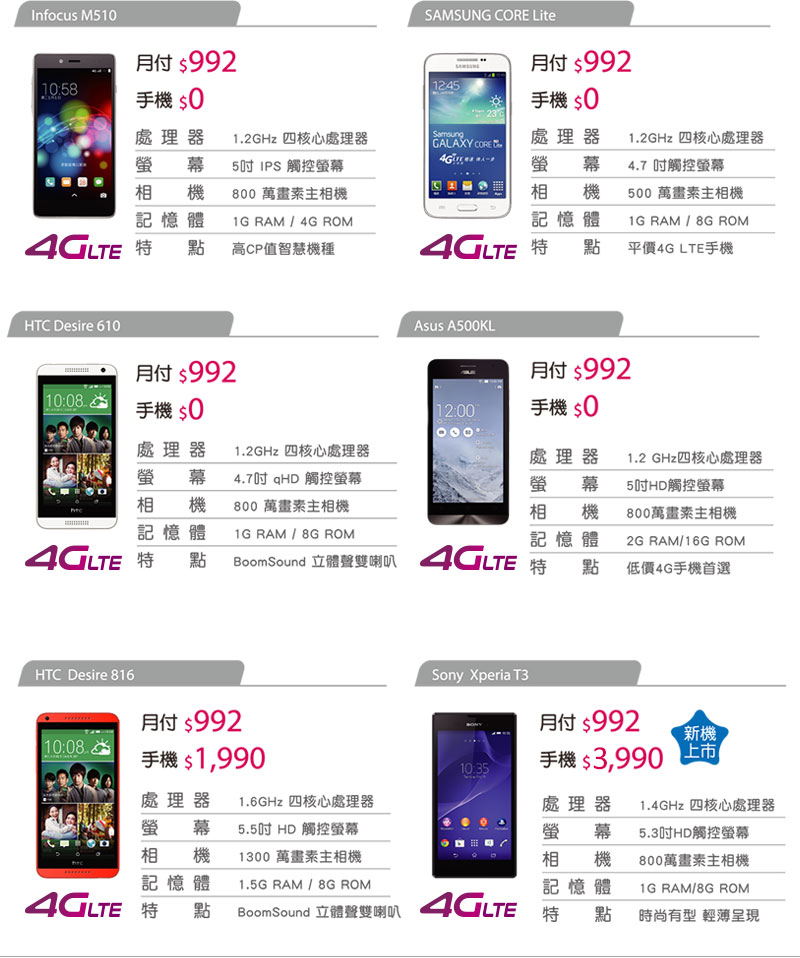 Infocus M510
月付 $992
手機 $0
處理器 1.2GHz 四核心處理器
螢幕 5吋 IPS 觸控螢幕
相機 800 萬畫素主相機
記憶體 1G RAM / 4G ROM
特點 高CP值智慧機種
10:58
4G LTE
SAMSUNG CORE Lite
月付 $992
手機 $0
處理器 1.2GHz 四核心處理器
螢幕 4.7 吋觸控螢幕
相機 500 萬畫素主相機
記憶體 1G RAM / 8G ROM
特點 平價4G LTE手機
SAMSUNG
12:45
23°
Samsung
GALAXY CORE Lite
4G LTE
4G LTE
HTC Desire 610
月付 $992
手機 $0
處理器 1.2GHz 四核心處理器
螢幕 4.7吋 qHD 觸控螢幕
相機 800 萬畫素主相機
記憶體 1G RAM / 8G ROM
特點 BoomSound 立體聲雙喇叭
10:08
hTC
4G LTE
Asus A500KL
月付 $992
手機 $0
處理器 1.2 GHz四核心處理器
螢幕 5吋HD觸控螢幕
相機 800萬畫素主相機
記憶體 2G RAM/16G ROM
特點 低價4G手機首選
ASUS
12:00
4G LTE
HTC Desire 816
月付 $992
手機 $1,990
處理器 1.6GHz 四核心處理器
螢幕 5.5吋 HD 觸控螢幕
相機 1300 萬畫素主相機
記憶體 1.5G RAM / 8G ROM
特點 BoomSound 立體聲雙喇叭
10:08
hTC
4G LTE
Sony Xperia T3
月付 $992
手機 $3,990
新機
上市
處理器 1.4GHz 四核心處理器
螢幕 5.3吋HD觸控螢幕
相機 800萬畫素主相機
記憶體 1G RAM/8G ROM
特點 時尚有型 輕薄呈現
SONY
10:35
4G LTE